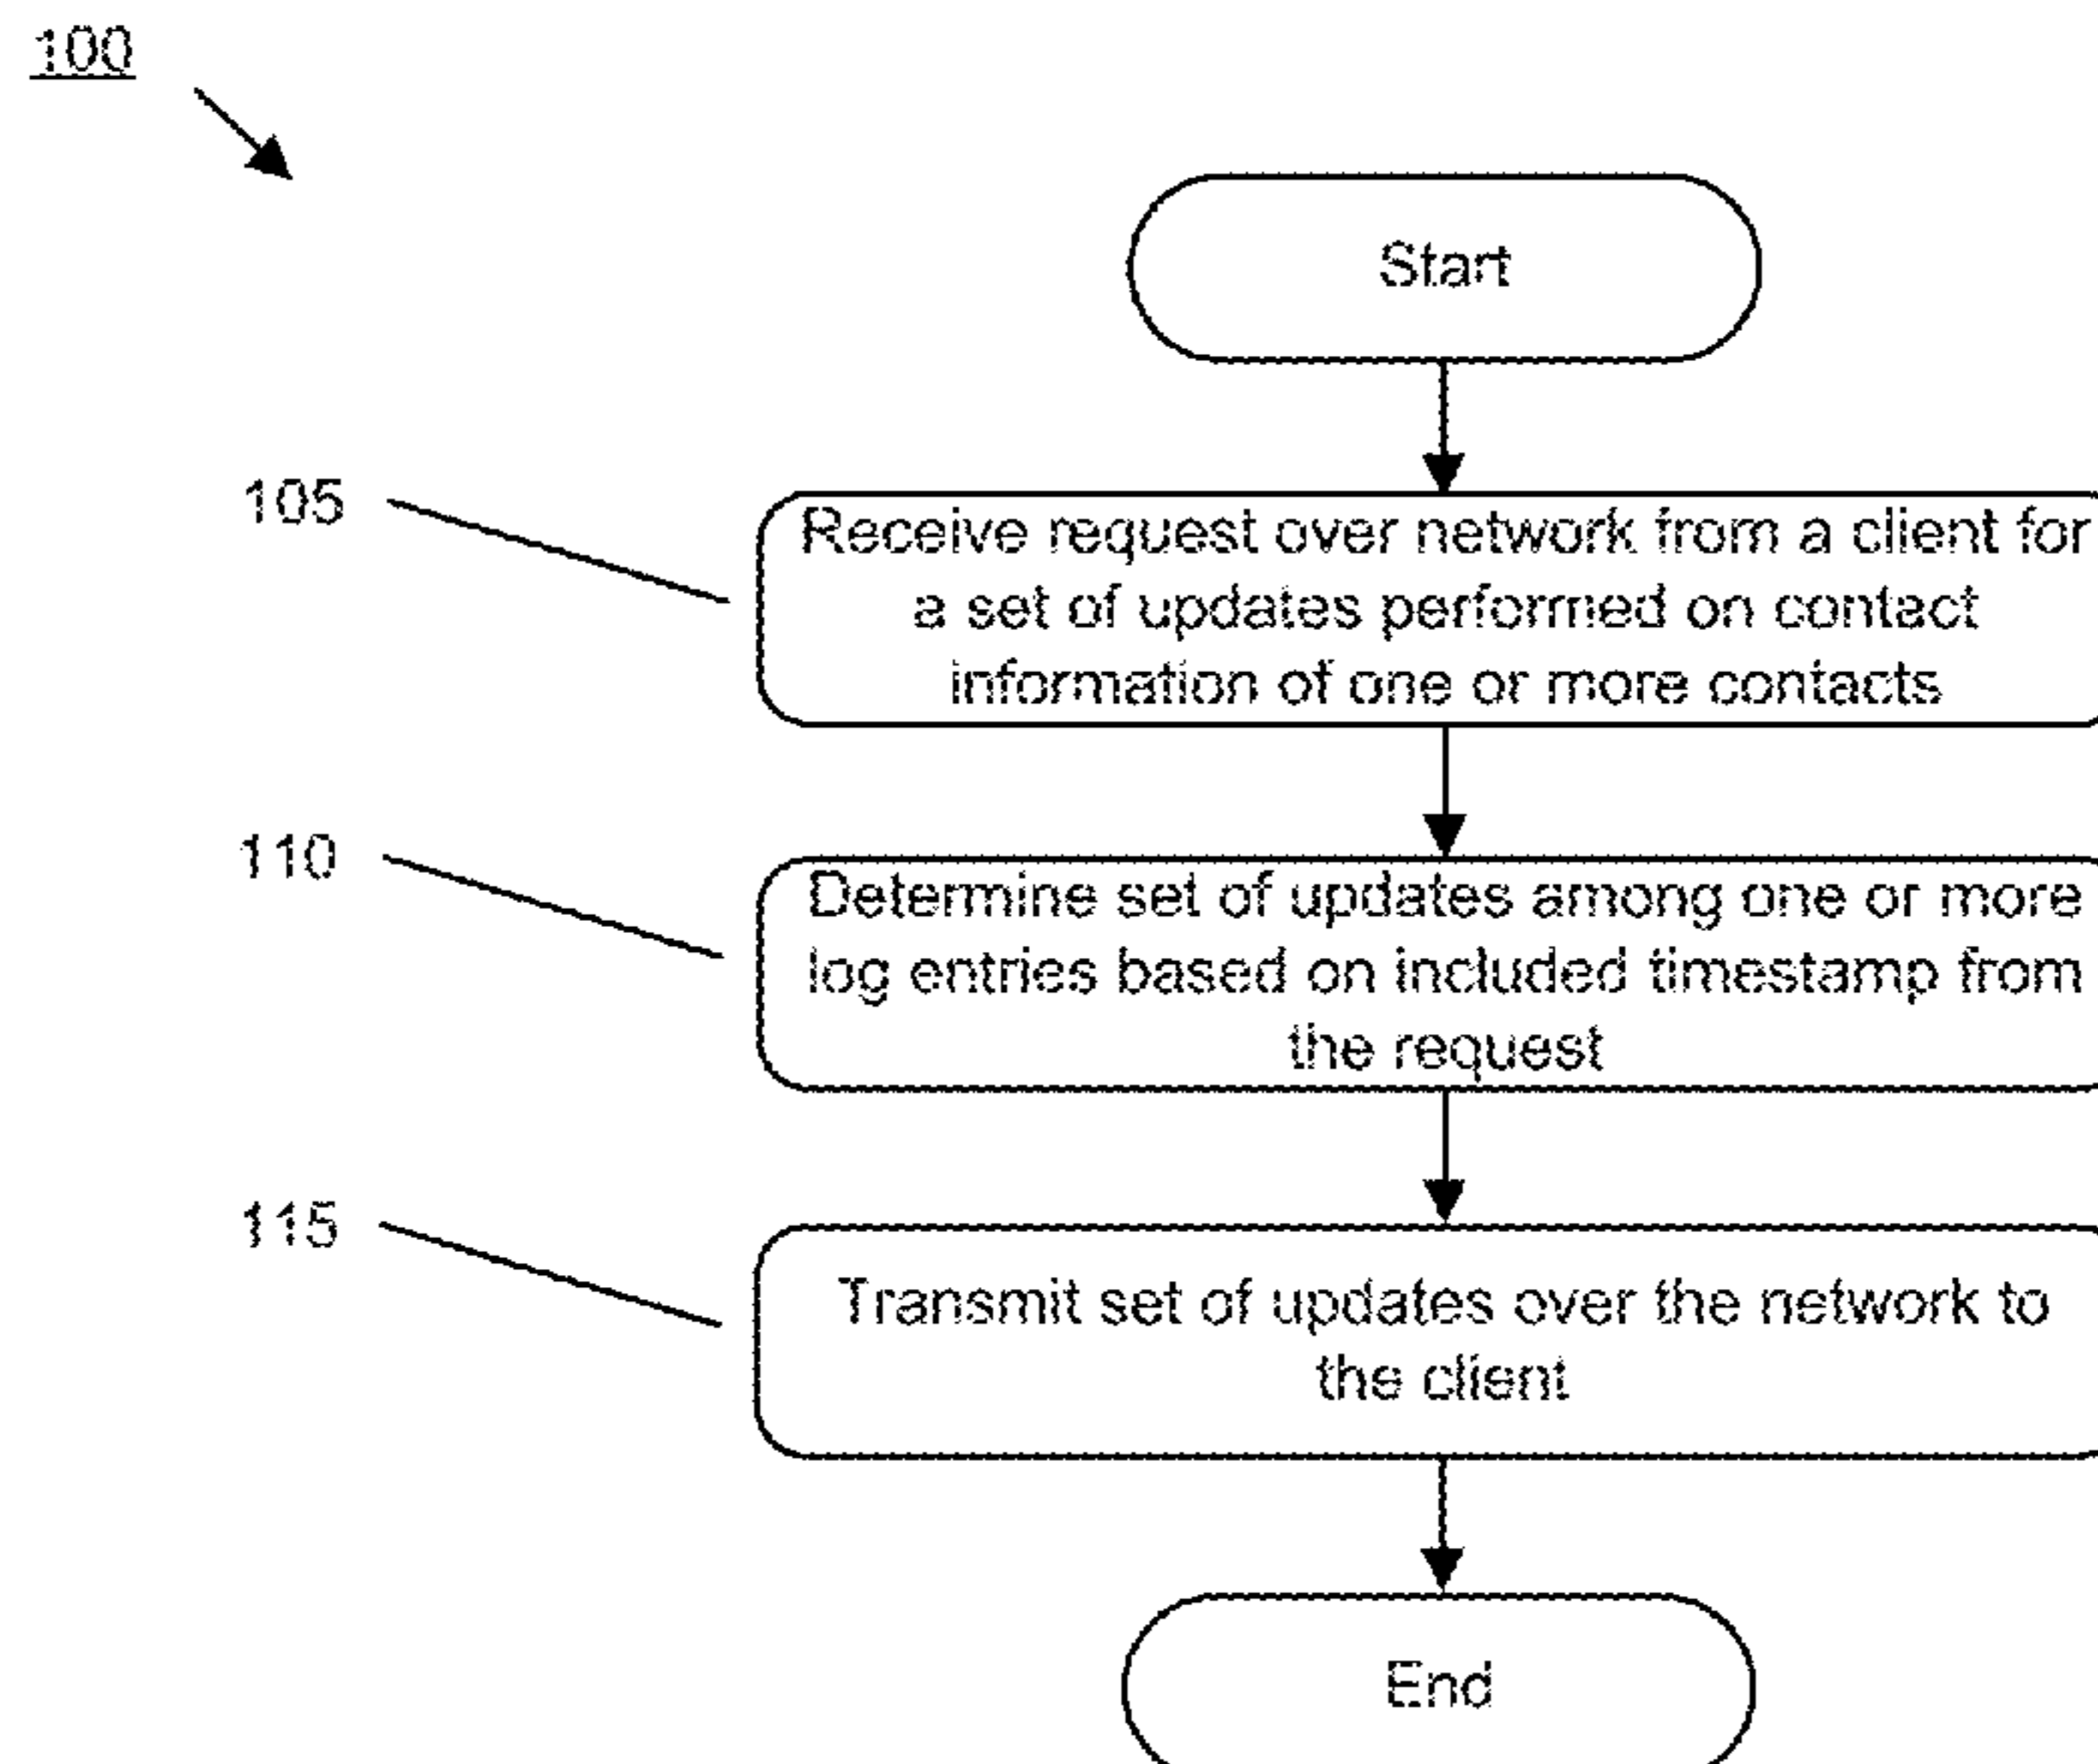 100
Start
105
Receive request over network from a client for
a set of updates performed on contact
information of one or more contacts
110
Determine set of updates among one or more
log entries based on included timestamp from
the request
115
Transmit set of updates over the network to
the client
End